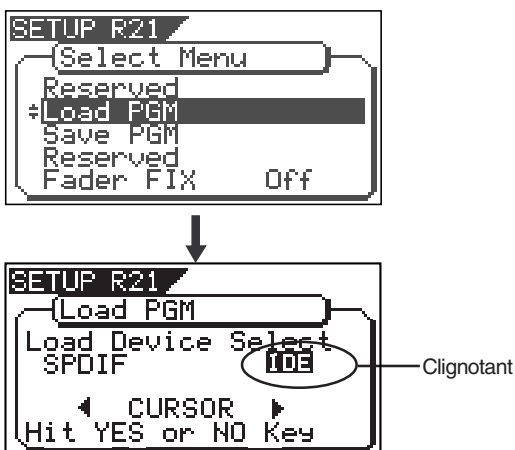 SETUP R21
Select Menu
Reserved
Load PGM
Save PGM
Reserved
Fader FIX Off
SETUP R21
Load PGM
Load Device Select
SPDIF IDE
Clignotant
CURSOR
Hit YES or NO Key